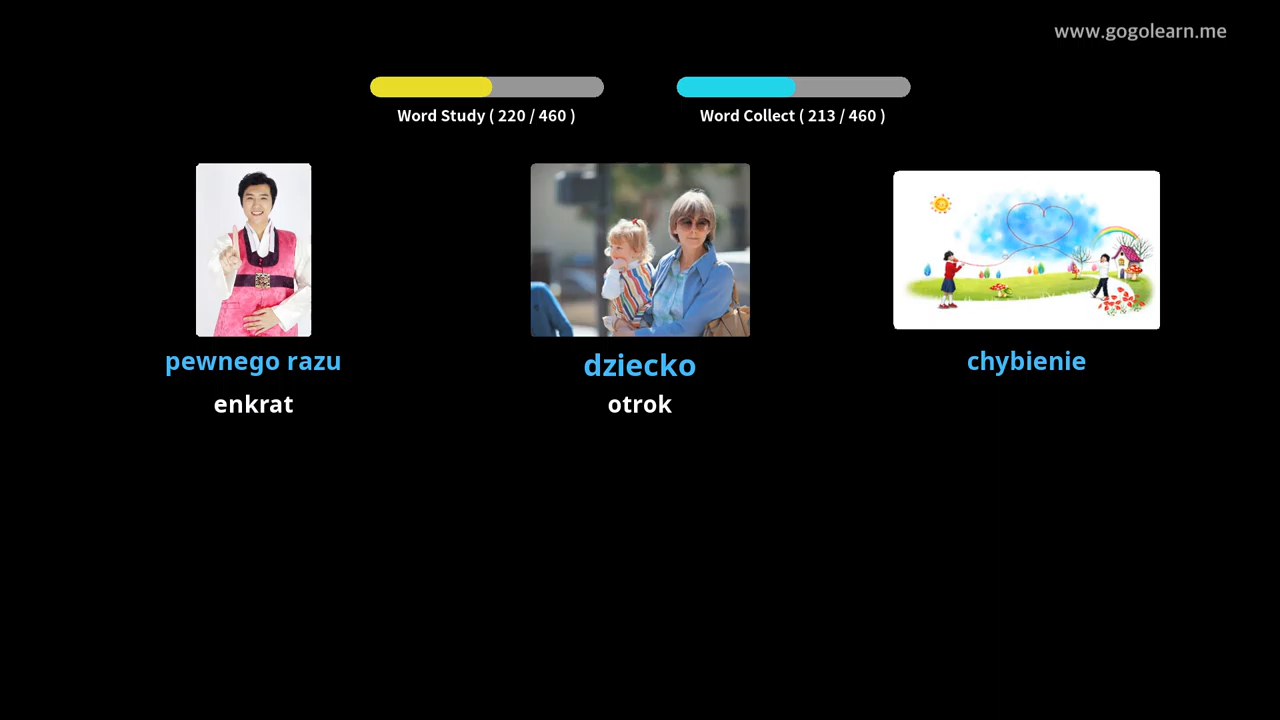 www.gogolearn.me
Word Study ( 220 / 460 )
Word Collect ( 213 / 460 )
pewnego razu
enkrat
dziecko
otrok
chybienie